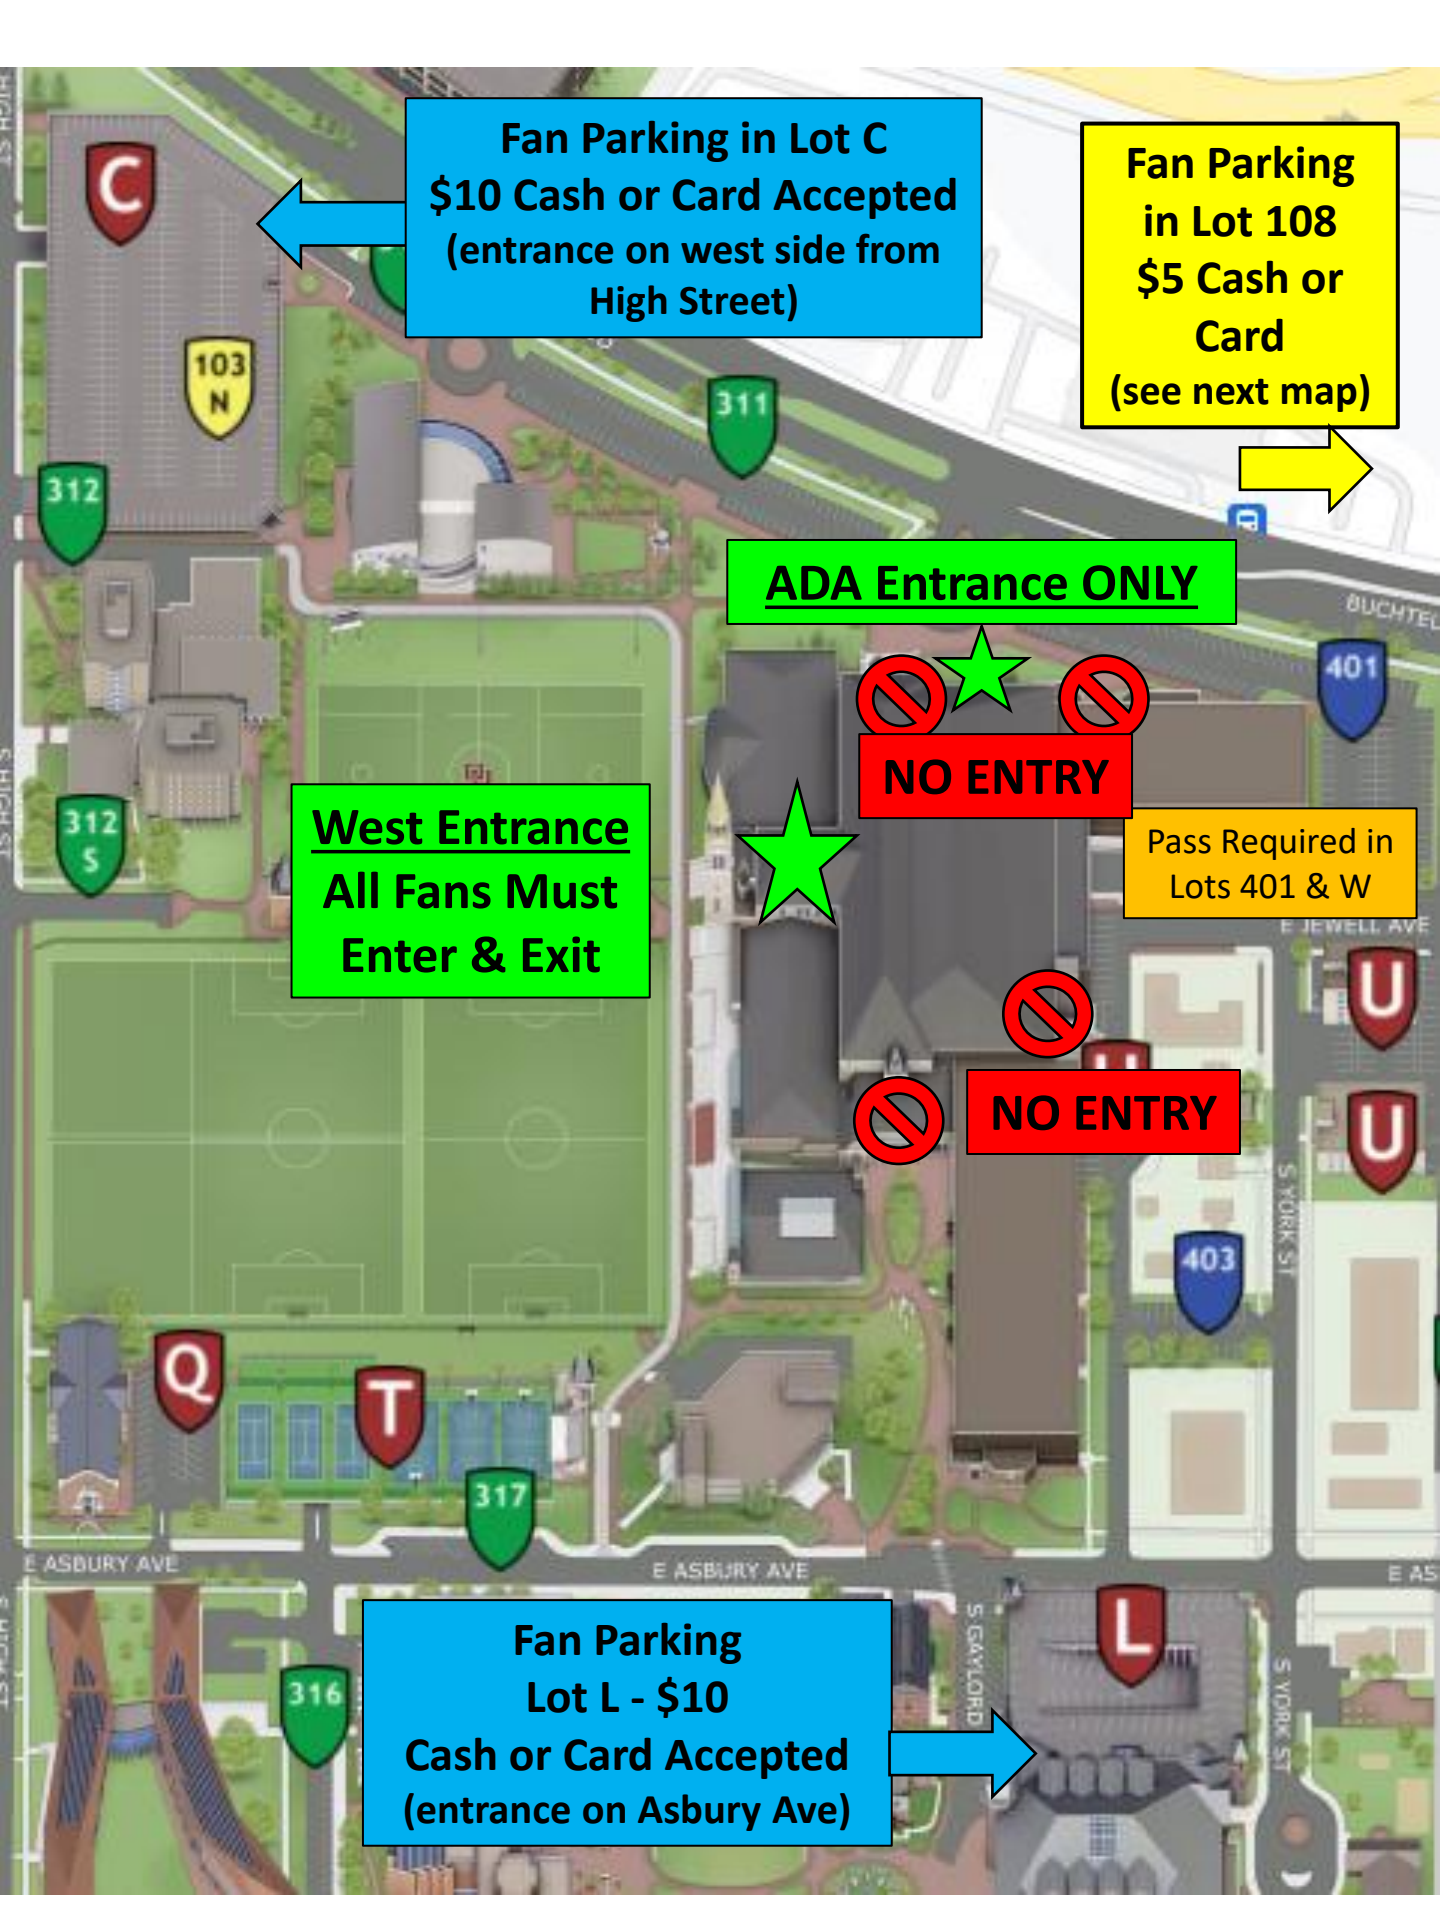 Fan Parking in Lot C
$10 Cash or Card Accepted
(entrance on west side from
High Street)
Fan Parking
in Lot 108
$5 Cash or
Card
(see next map)
C
103
N
311
312
ADA Entrance ONLY
BUCHTEL
401
NO ENTRY
West Entrance
All Fans Must
Enter & Exit
312
S
Pass Required in
Lots 401 & W
E JEWELL AVE
U
NO ENTRY
U
S YORK ST
403
Q
T
317
E ASBURY AVE
E ASBURY AVE
E AS
L
S GAYLORD
S YORK ST
316
Fan Parking
Lot L - $10
Cash or Card Accepted
(entrance on Asbury Ave)
S HIGH ST